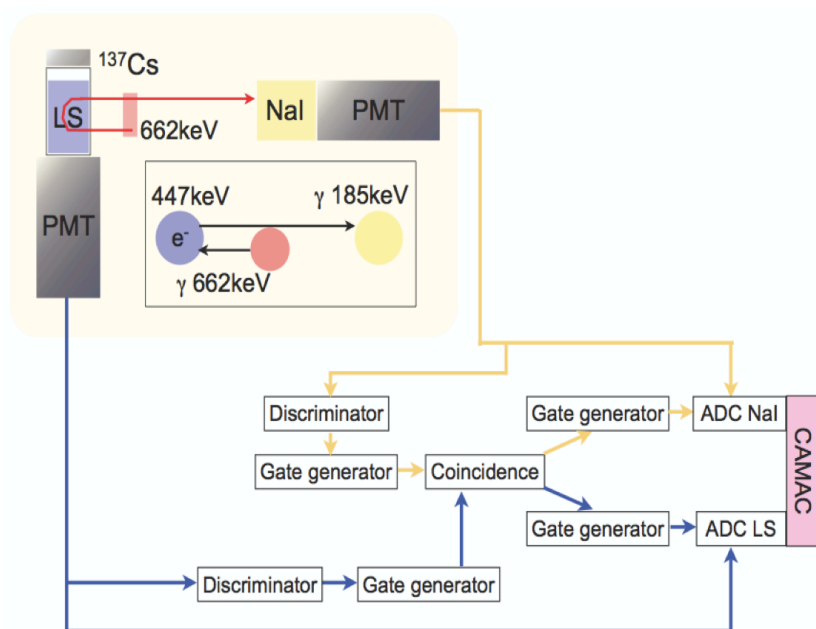 ¹³⁷Cs
LS
662keV
NaI
PMT
PMT
447keV
γ 185keV
e⁻
γ 662keV
Discriminator
Gate generator
ADC NaI
Gate generator
Coincidence
CAMAC
Gate generator
ADC LS
Discriminator
Gate generator